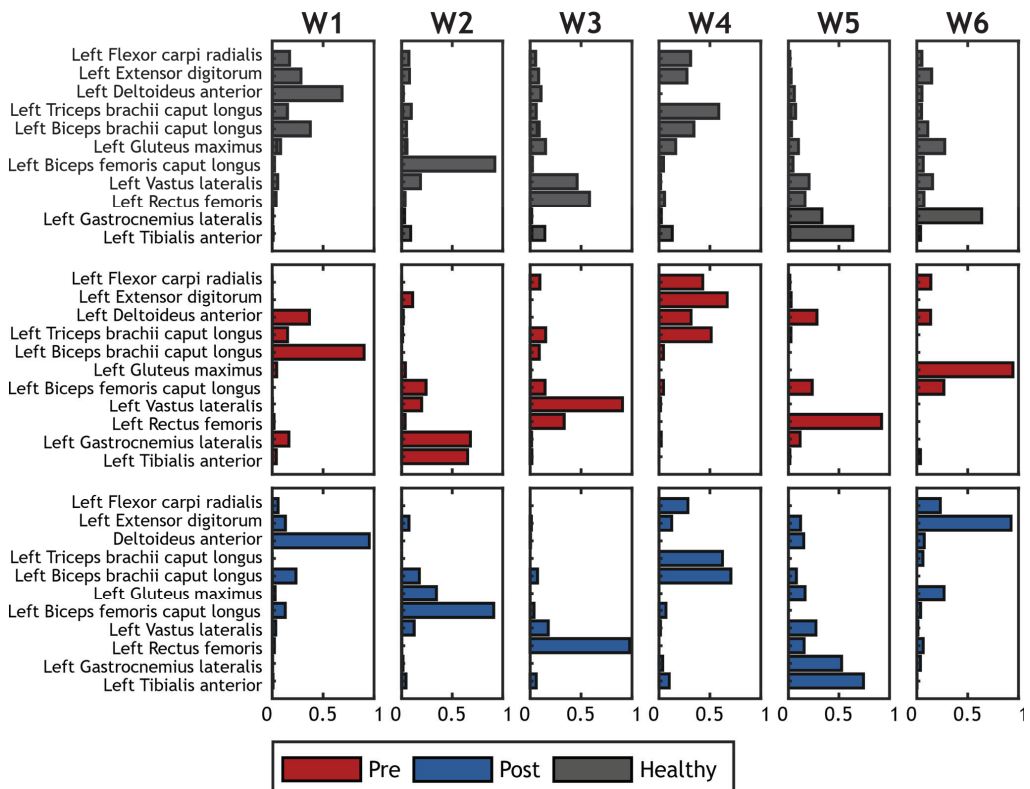 W1 W2 W3 W4 W5 W6
Left Flexor carpi radialis
Left Extensor digitorum
Left Deltoideus anterior
Left Triceps brachii caput longus
Left Biceps brachii caput longus
Left Gluteus maximus
Left Biceps femoris caput longus
Left Vastus lateralis
Left Rectus femoris
Left Gastrocnemius lateralis
Left Tibialis anterior
Left Flexor carpi radialis
Left Extensor digitorum
Left Deltoideus anterior
Left Triceps brachii caput longus
Left Biceps brachii caput longus
Left Gluteus maximus
Left Biceps femoris caput longus
Left Vastus lateralis
Left Rectus femoris
Left Gastrocnemius lateralis
Left Tibialis anterior
Left Flexor carpi radialis
Left Extensor digitorum
Deltoideus anterior
Left Triceps brachii caput longus
Left Biceps brachii caput longus
Left Gluteus maximus
Left Biceps femoris caput longus
Left Vastus lateralis
Left Rectus femoris
Left Gastrocnemius lateralis
Left Tibialis anterior
0 0.5 1 0 0.5 1 0 0.5 1 0 0.5 1 0 0.5 1 0 0.5 1
Pre Post Healthy